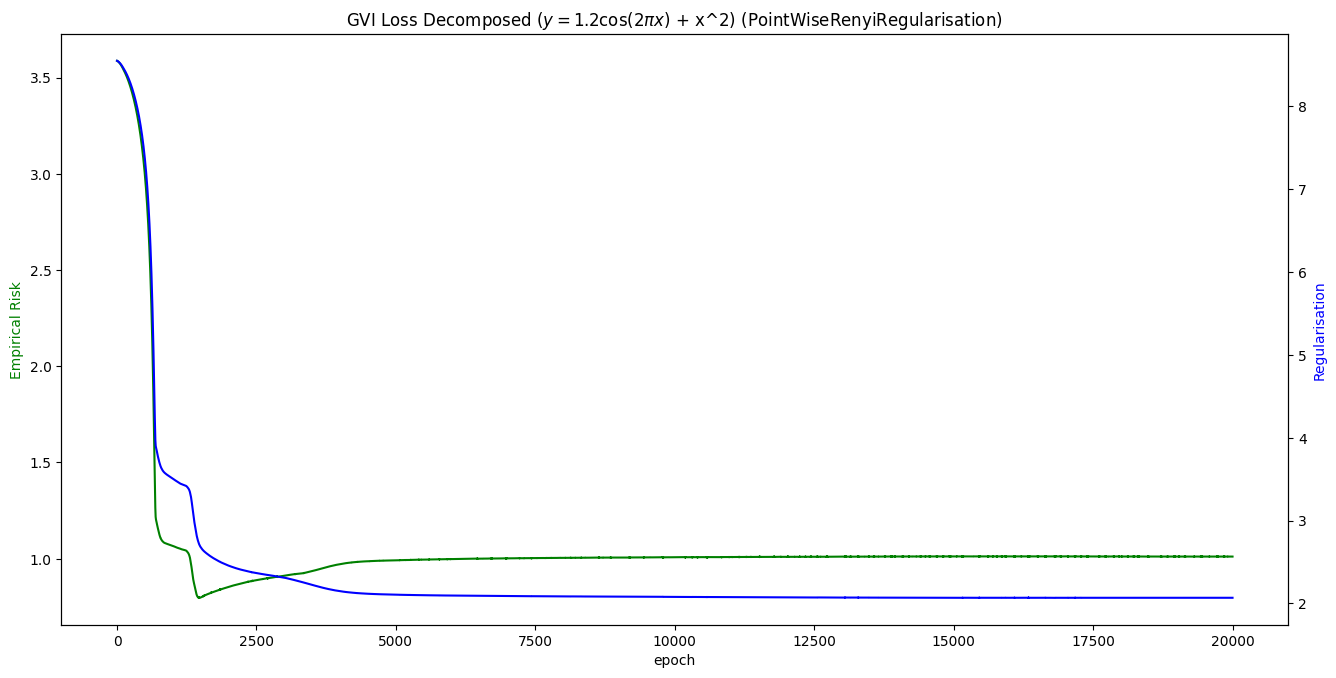 GVI Loss Decomposed (y = 1.2cos(2πx) + x^2) (PointWiseRenyiRegularisation)
Empirical Risk
3.5
3.0
2.5
2.0
1.5
1.0
8
7
6
5
4
3
2
Regularisation
0 2500 5000 7500 10000 12500 15000 17500 20000
epoch